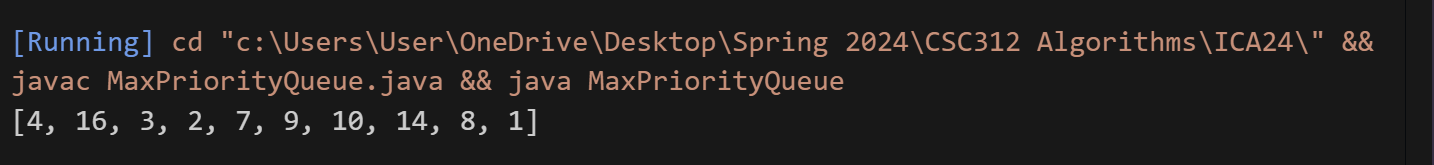 [Running] cd "c:\Users\User\OneDrive\Desktop\Spring 2024\CSC312 Algorithms\ICA24\" &&
javac MaxPriorityQueue.java && java MaxPriorityQueue
[4, 16, 3, 2, 7, 9, 10, 14, 8, 1]